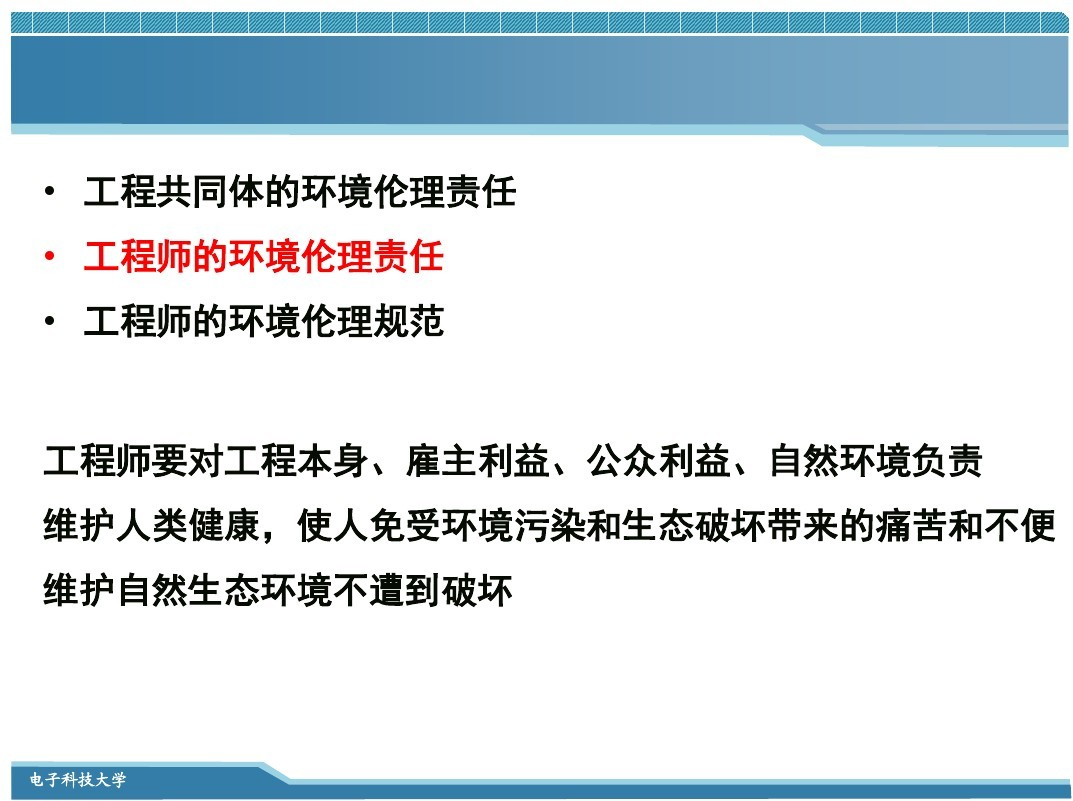 • 工程共同体的环境伦理责任
• 工程师的环境伦理责任
• 工程师的环境伦理规范
工程师要对工程本身、雇主利益、公众利益、自然环境负责
维护人类健康，使人免受环境污染和生态破坏带来的痛苦和不便
维护自然生态环境不遭到破坏
电子科技大学